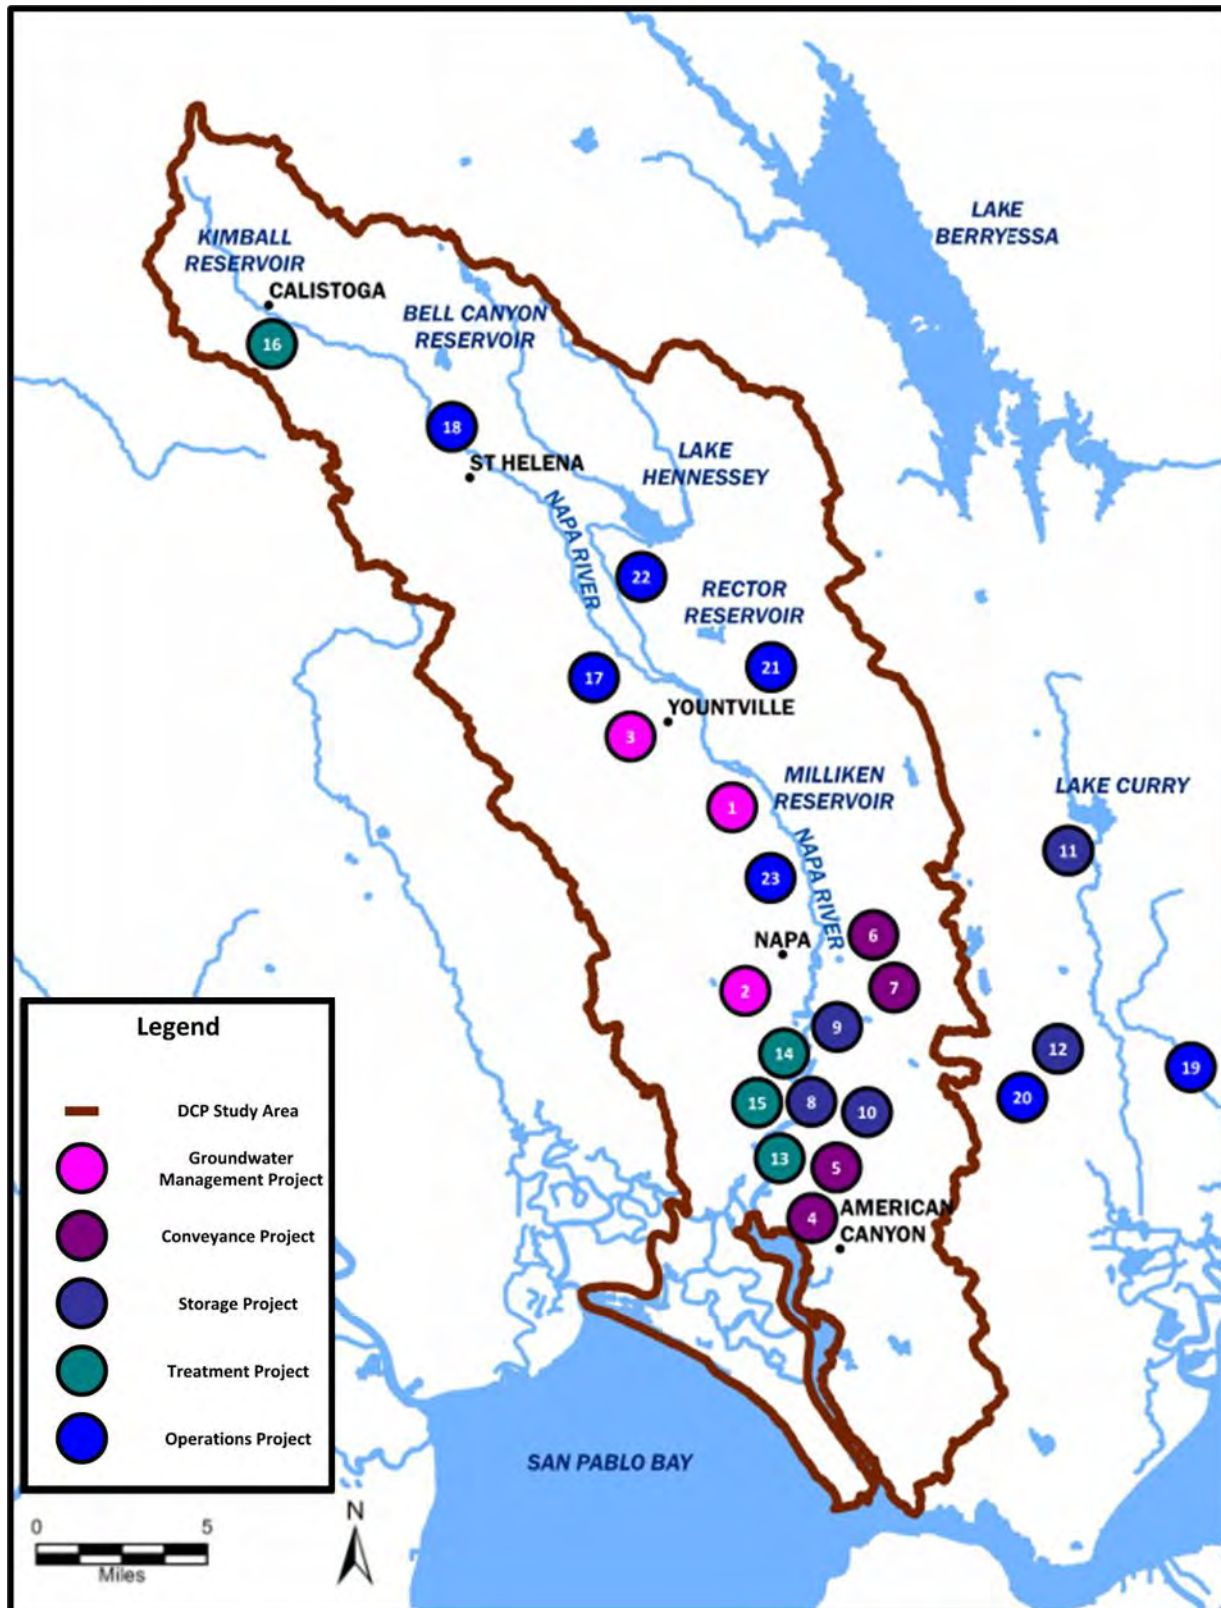 LAKE
BERRYESSA
KIMBALL
RESERVOIR
CALISTOGA
BELL CANYON
RESERVOIR
16
18
ST HELENA
LAKE
HENNESSEY
NAPA RIVER
22
RECTOR
RESERVOIR
21
17
YOUNTVILLE
3
MILLIKEN
RESERVOIR
LAKE CURRY
1
11
NAPA RIVER
23
6
NAPA
7
2
9
14
12
19
20
15
8
10
13
5
4
AMERICAN
CANYON
Legend
DCP Study Area
Groundwater
Management Project
Conveyance Project
Storage Project
Treatment Project
Operations Project
SAN PABLO BAY
0 5
Miles
N